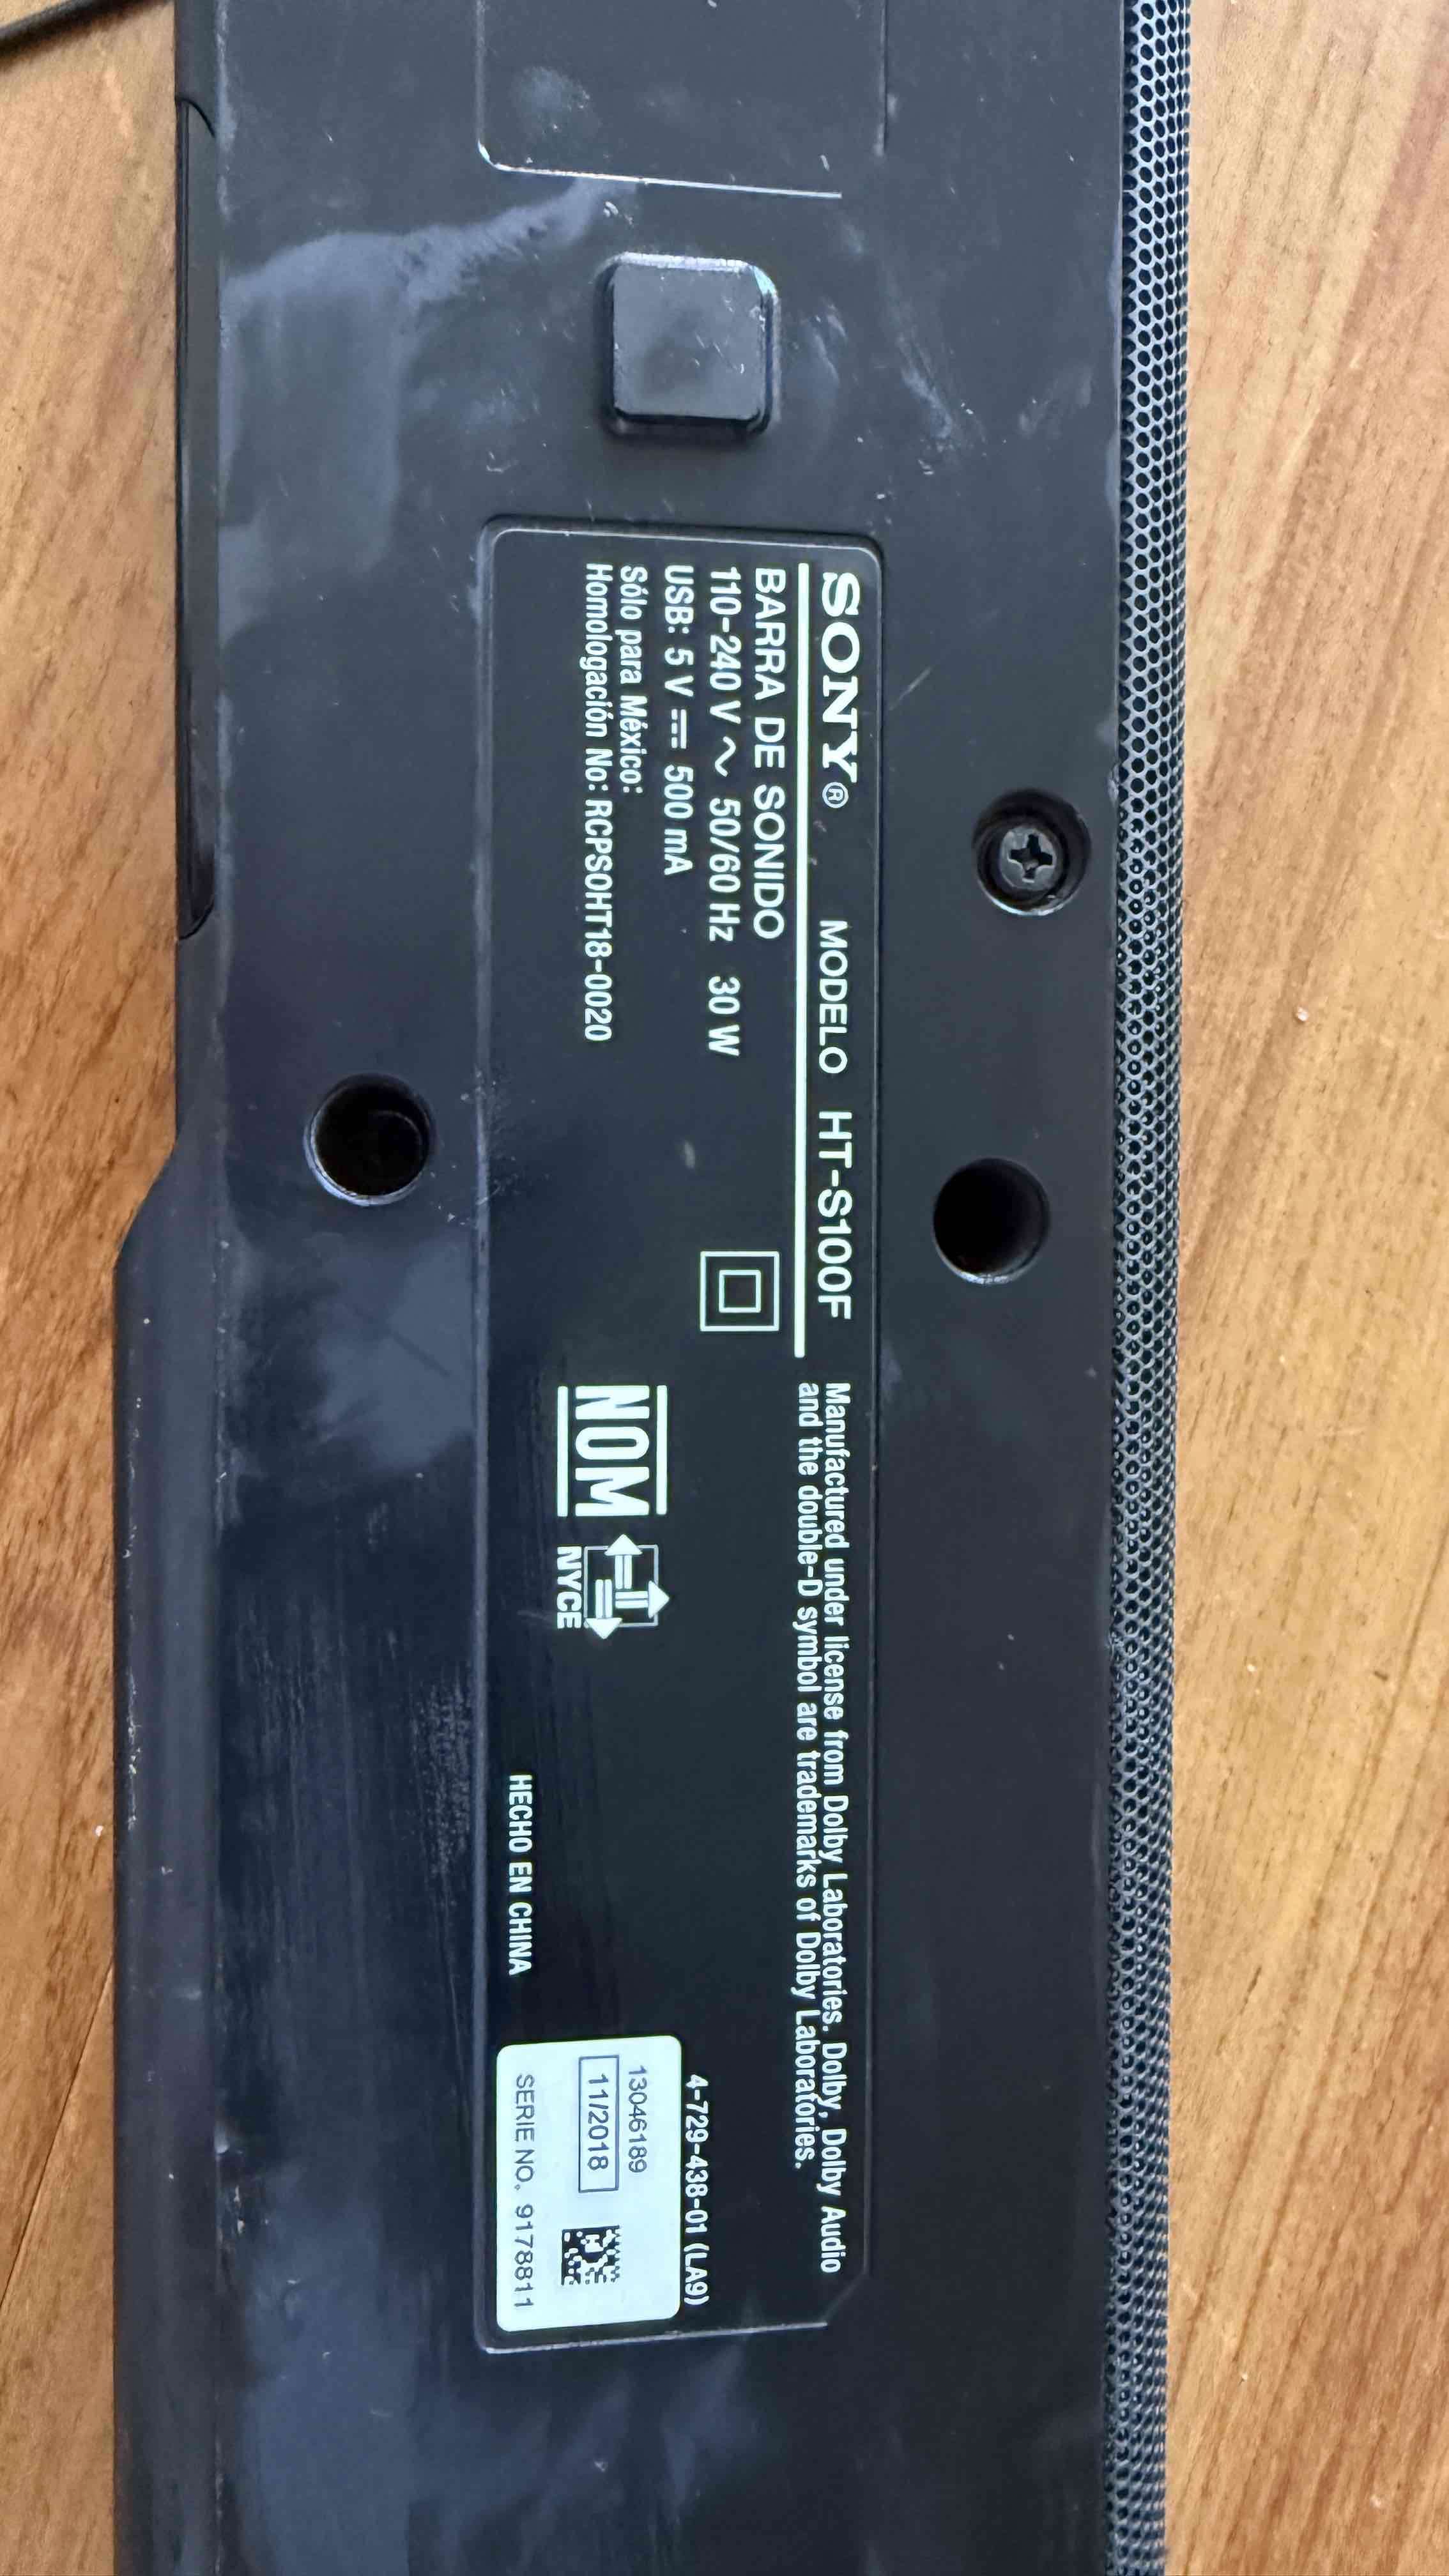 SONY® MODELO HT-S100F
BARRA DE SONIDO
110-240 V ~ 50/60 Hz 30 W
USB: 5 V ⎓ 500 mA
Sólo para México:
Homologación No: RCPSOHT18-0020
Manufactured under license from Dolby Laboratories. Dolby, Dolby Audio
and the double-D symbol are trademarks of Dolby Laboratories.
NOM
NYCE
HECHO EN CHINA
4-729-438-01 (LA9)
13046189
11/2018
SERIE NO. 9178811